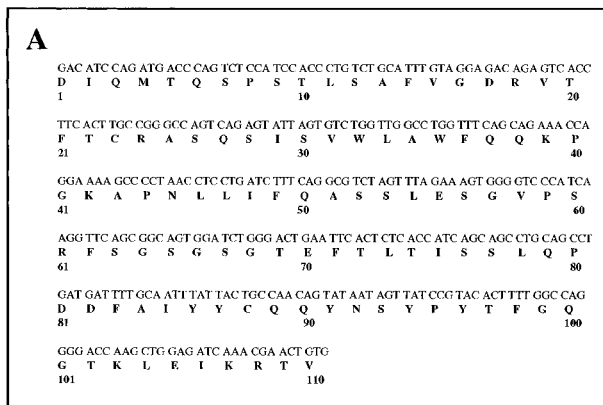 A
GAC ATC CAG ATG ACC CAG TCT CCA TCC ACC CTG TCT GCA TTT GTA GGA GAC AGA GTC ACC
D I Q M T Q S P S T L S A F V G D R V T
1 10 20
TTC ACT TGC CGG GCC AGT CAG AGT ATT AGT GTC TGG TTG GCC TGG TTT CAG CAG AAA CCA
F T C R A S Q S I S V W L A W F Q Q K P
21 30 40
GGA AAA GCC CCT AAC CTC CTG ATC TTT CAG GCG TCT AGT TTA GAA AGT GGG GTC CCA TCA
G K A P N L L I F Q A S S L E S G V P S
41 50 60
AGG TTC AGC GGC AGT GGA TCT GGG ACT GAA TTC ACT CTC ACC ATC AGC AGC CTG CAG CCT
R F S G S G S G T E F T L T I S S L Q P
61 70 80
GAT GAT TTT GCA ATT TAT TAC TGC CAA CAG TAT AAT AGT TAT CCG TAC ACT TTT GGC CAG
D D F A I Y Y C Q Q Y N S Y P Y T F G Q
81 90 100
GGG ACC AAG CTG GAG ATC AAA CGA ACT GTG
G T K L E I K R T V
101 110